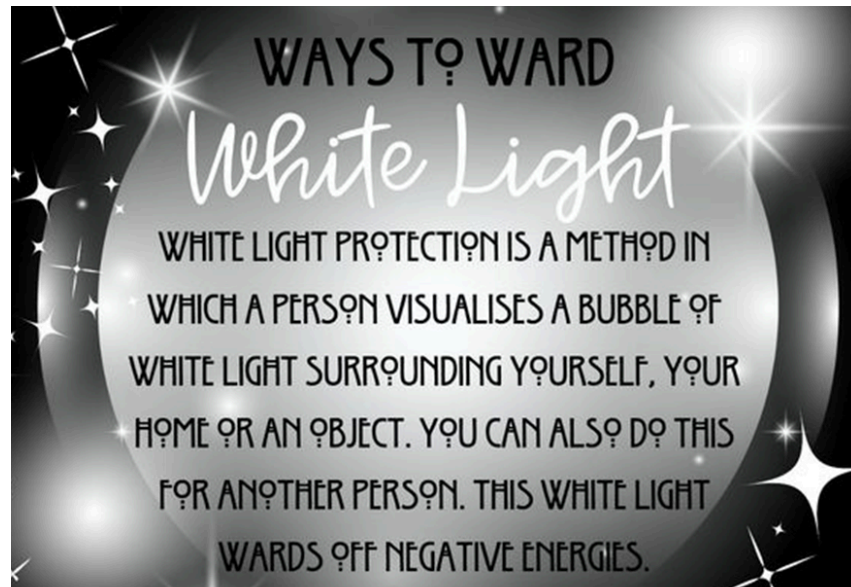 WAYS TO WARD
White Light
WHITE LIGHT PROTECTION IS A METHOD IN
WHICH A PERSON VISUALISES A BUBBLE OF
WHITE LIGHT SURROUNDING YOURSELF, YOUR
HOME OR AN OBJECT. YOU CAN ALSO DO THIS
FOR ANOTHER PERSON. THIS WHITE LIGHT
WARDS OFF NEGATIVE ENERGIES.